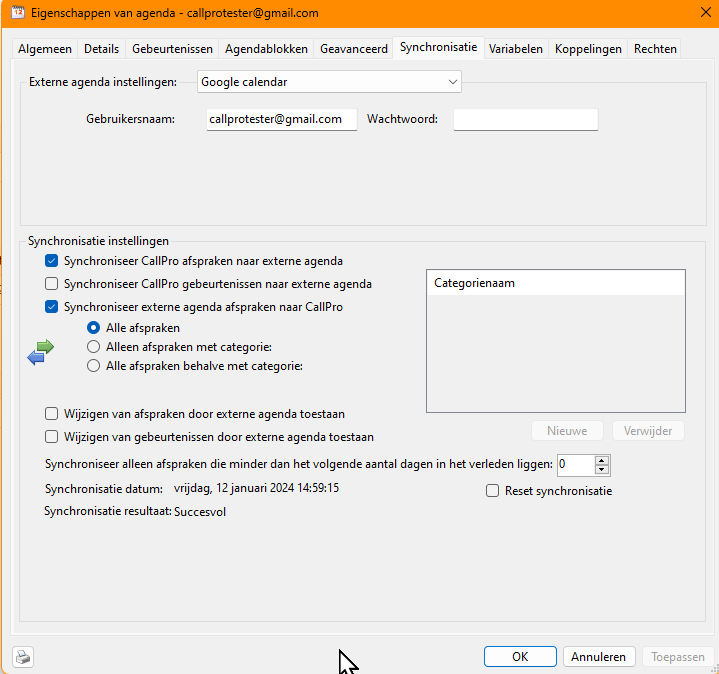 Eigenschappen van agenda - callprotester@gmail.com
Algemeen Details Gebeurtenissen Agendablokken Geavanceerd Synchronisatie Variabelen Koppelingen Rechten
Externe agenda instellingen: Google calendar
Gebruikersnaam: callprotester@gmail.com Wachtwoord:
Synchronisatie instellingen
Synchroniseer CallPro afspraken naar externe agenda
Synchroniseer CallPro gebeurtenissen naar externe agenda
Categorienaam
Synchroniseer externe agenda afspraken naar CallPro
Alle afspraken
Alleen afspraken met categorie:
Alle afspraken behalve met categorie:
Wijzigen van afspraken door externe agenda toestaan
Nieuwe Verwijder
Wijzigen van gebeurtenissen door externe agenda toestaan
Synchroniseer alleen afspraken die minder dan het volgende aantal dagen in het verleden liggen: 0
Synchronisatie datum: vrijdag, 12 januari 2024 14:59:15 Reset synchronisatie
Synchronisatie resultaat: Succesvol
OK Annuleren Toepassen